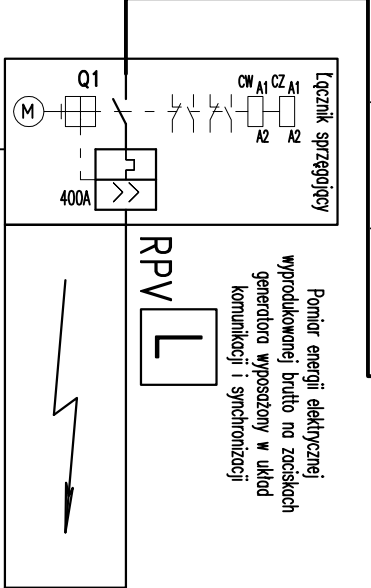 Q1
M
400A
CW
A1
A2
CZ
A1
A2
Łącznik sprzęgający
RPV
L
Pomiar energii elektrycznej
wyprodukowanej brutto na zaciskach
generatora wyposażony w układ
komunikacji i synchronizacji